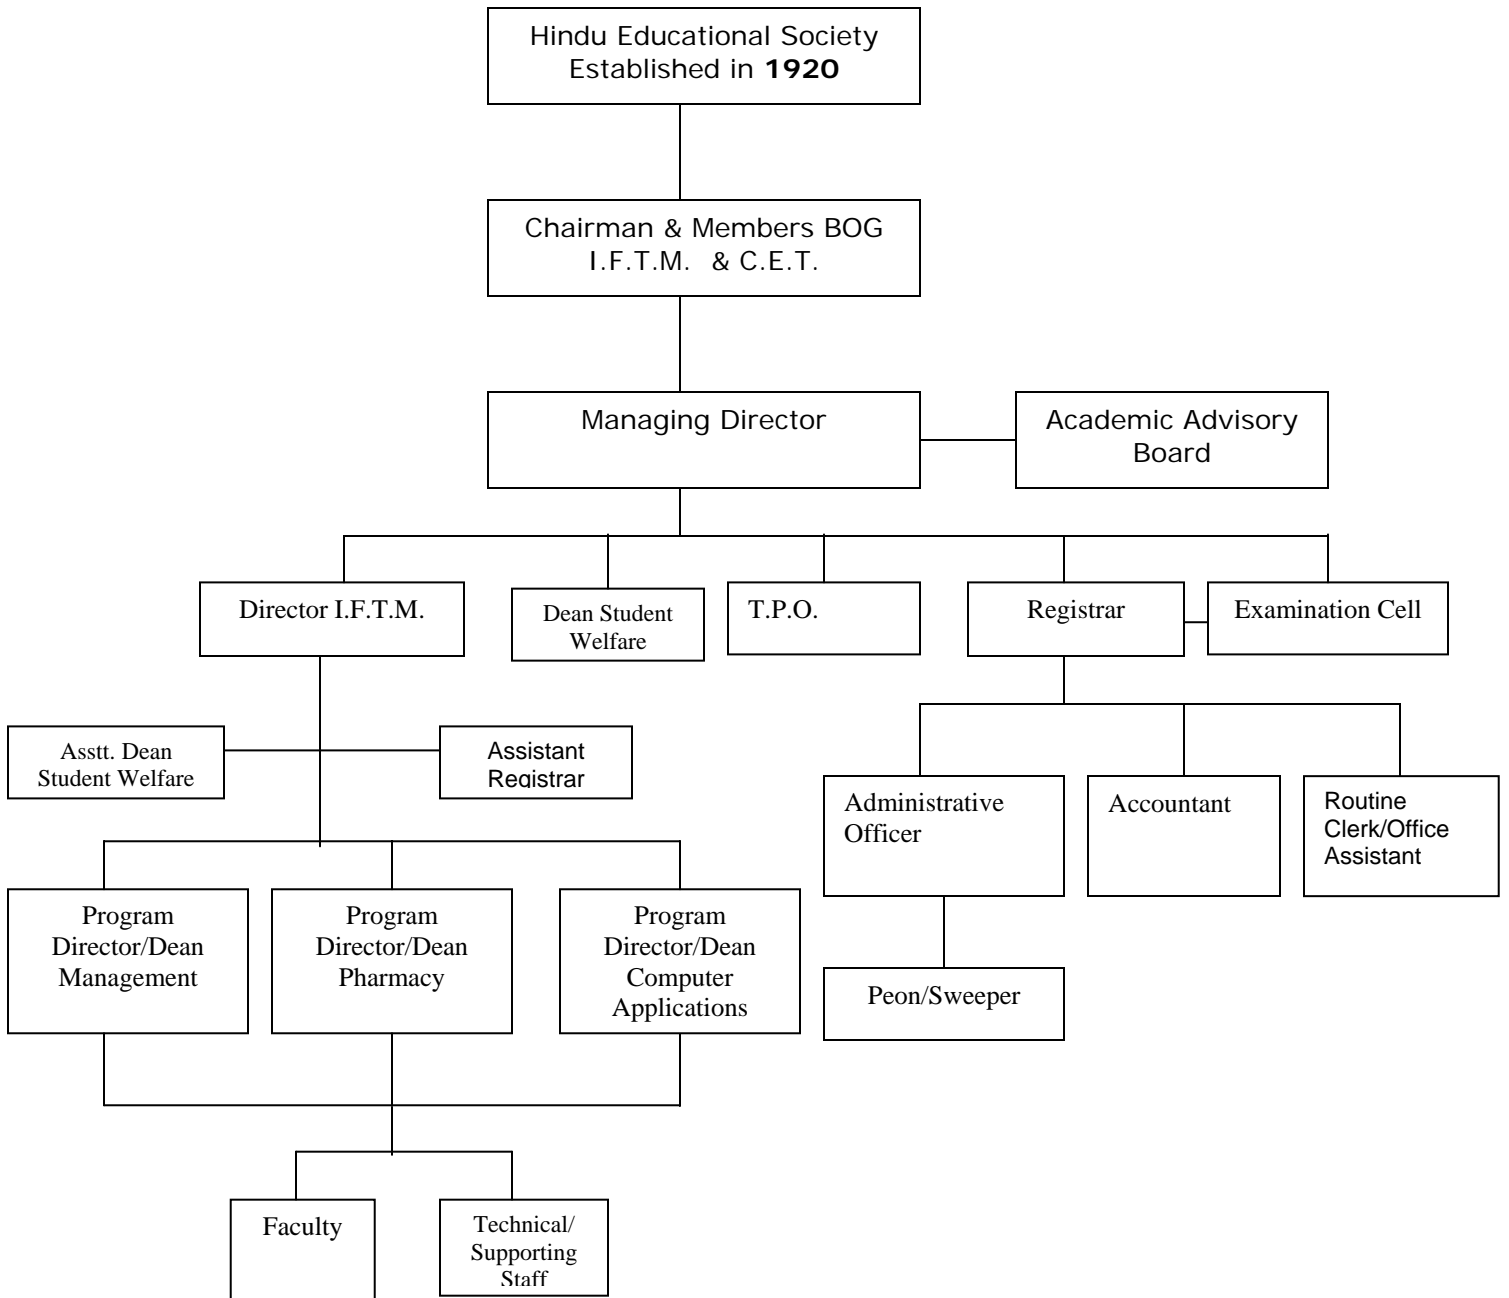 Hindu Educational Society
Established in 1920
Chairman & Members BOG
I.F.T.M. & C.E.T.
Managing Director
Academic Advisory
Board
Director I.F.T.M.
Dean Student
Welfare
T.P.O.
Registrar
Examination Cell
Asstt. Dean
Student Welfare
Assistant
Registrar
Administrative
Officer
Accountant
Routine
Clerk/Office
Assistant
Program
Director/Dean
Management
Program
Director/Dean
Pharmacy
Program
Director/Dean
Computer
Applications
Peon/Sweeper
Faculty
Technical/
Supporting
Staff